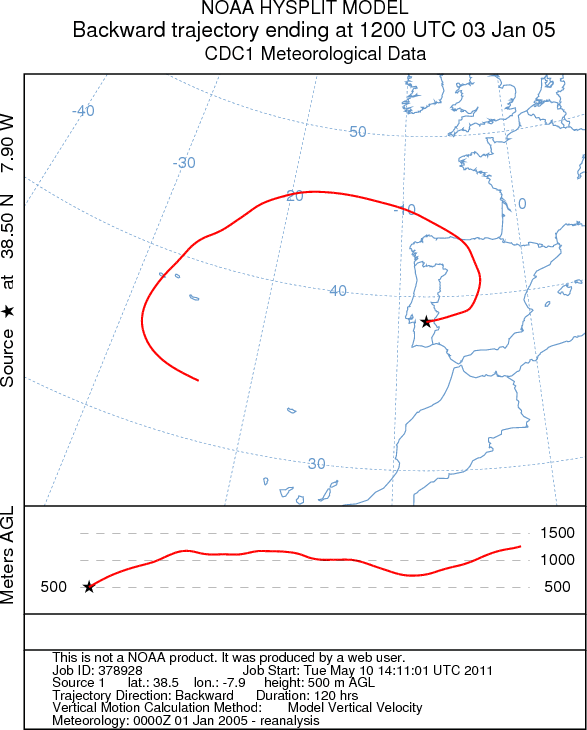 NOAA HYSPLIT MODEL
Backward trajectory ending at 1200 UTC 03 Jan 05
CDC1 Meteorological Data
Source ★ at 38.50 N 7.90 W
-40
50
-30
20
-10
0
40
30
Meters AGL
1500
1000
500
500
This is not a NOAA product. It was produced by a web user.
Job ID: 378928 Job Start: Tue May 10 14:11:01 UTC 2011
Source 1 lat.: 38.5 lon.: -7.9 height: 500 m AGL
Trajectory Direction: Backward Duration: 120 hrs
Vertical Motion Calculation Method: Model Vertical Velocity
Meteorology: 0000Z 01 Jan 2005 - reanalysis